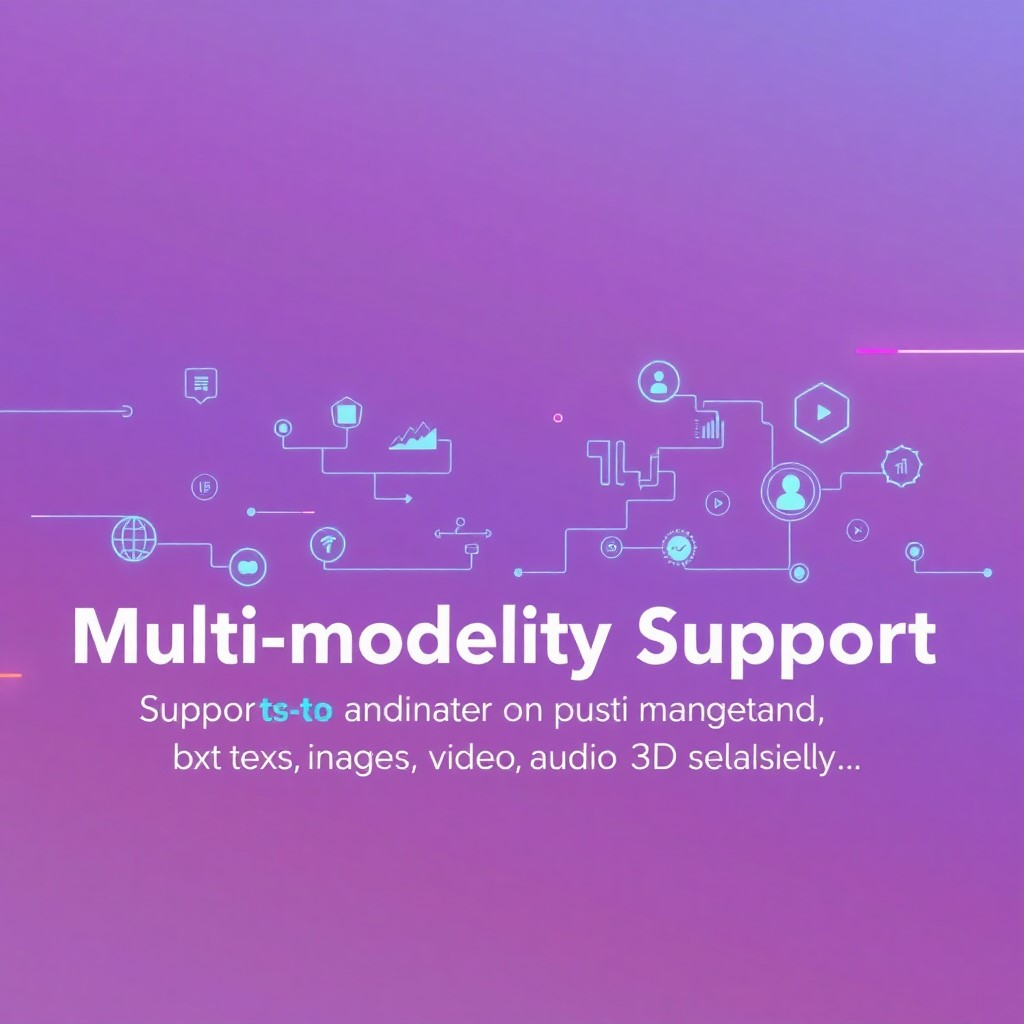 Multi-modelity Support
Supports-to andinater on pusti mangetand,
bxt texs, inages, video, audio 3D selalsielly...